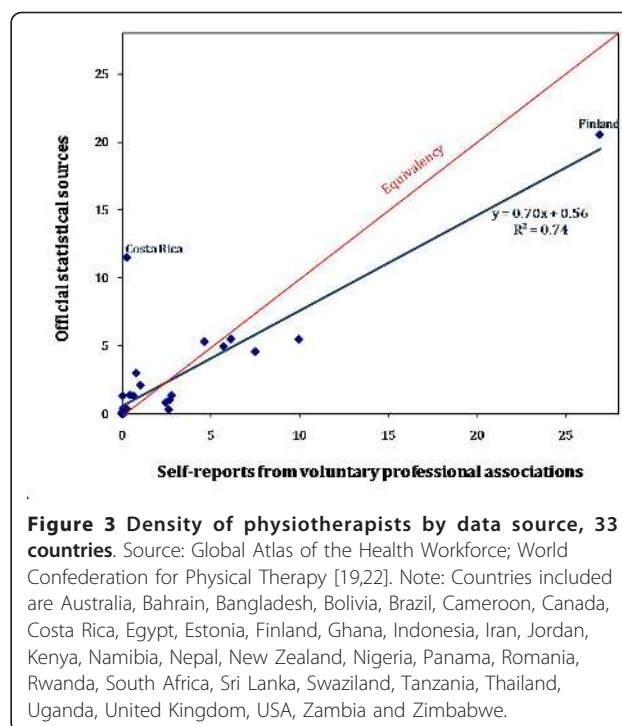 25
20
15
10
5
0
0 5 10 15 20 25
Official statistical sources
Self-reports from voluntary professional associations
Finland
Equivalency
y = 0.70x + 0.56
R² = 0.74
Costa Rica
Figure 3 Density of physiotherapists by data source, 33
countries. Source: Global Atlas of the Health Workforce; World
Confederation for Physical Therapy [19,22]. Note: Countries included
are Australia, Bahrain, Bangladesh, Bolivia, Brazil, Cameroon, Canada,
Costa Rica, Egypt, Estonia, Finland, Ghana, Indonesia, Iran, Jordan,
Kenya, Namibia, Nepal, New Zealand, Nigeria, Panama, Romania,
Rwanda, South Africa, Sri Lanka, Swaziland, Tanzania, Thailand,
Uganda, United Kingdom, USA, Zambia and Zimbabwe.